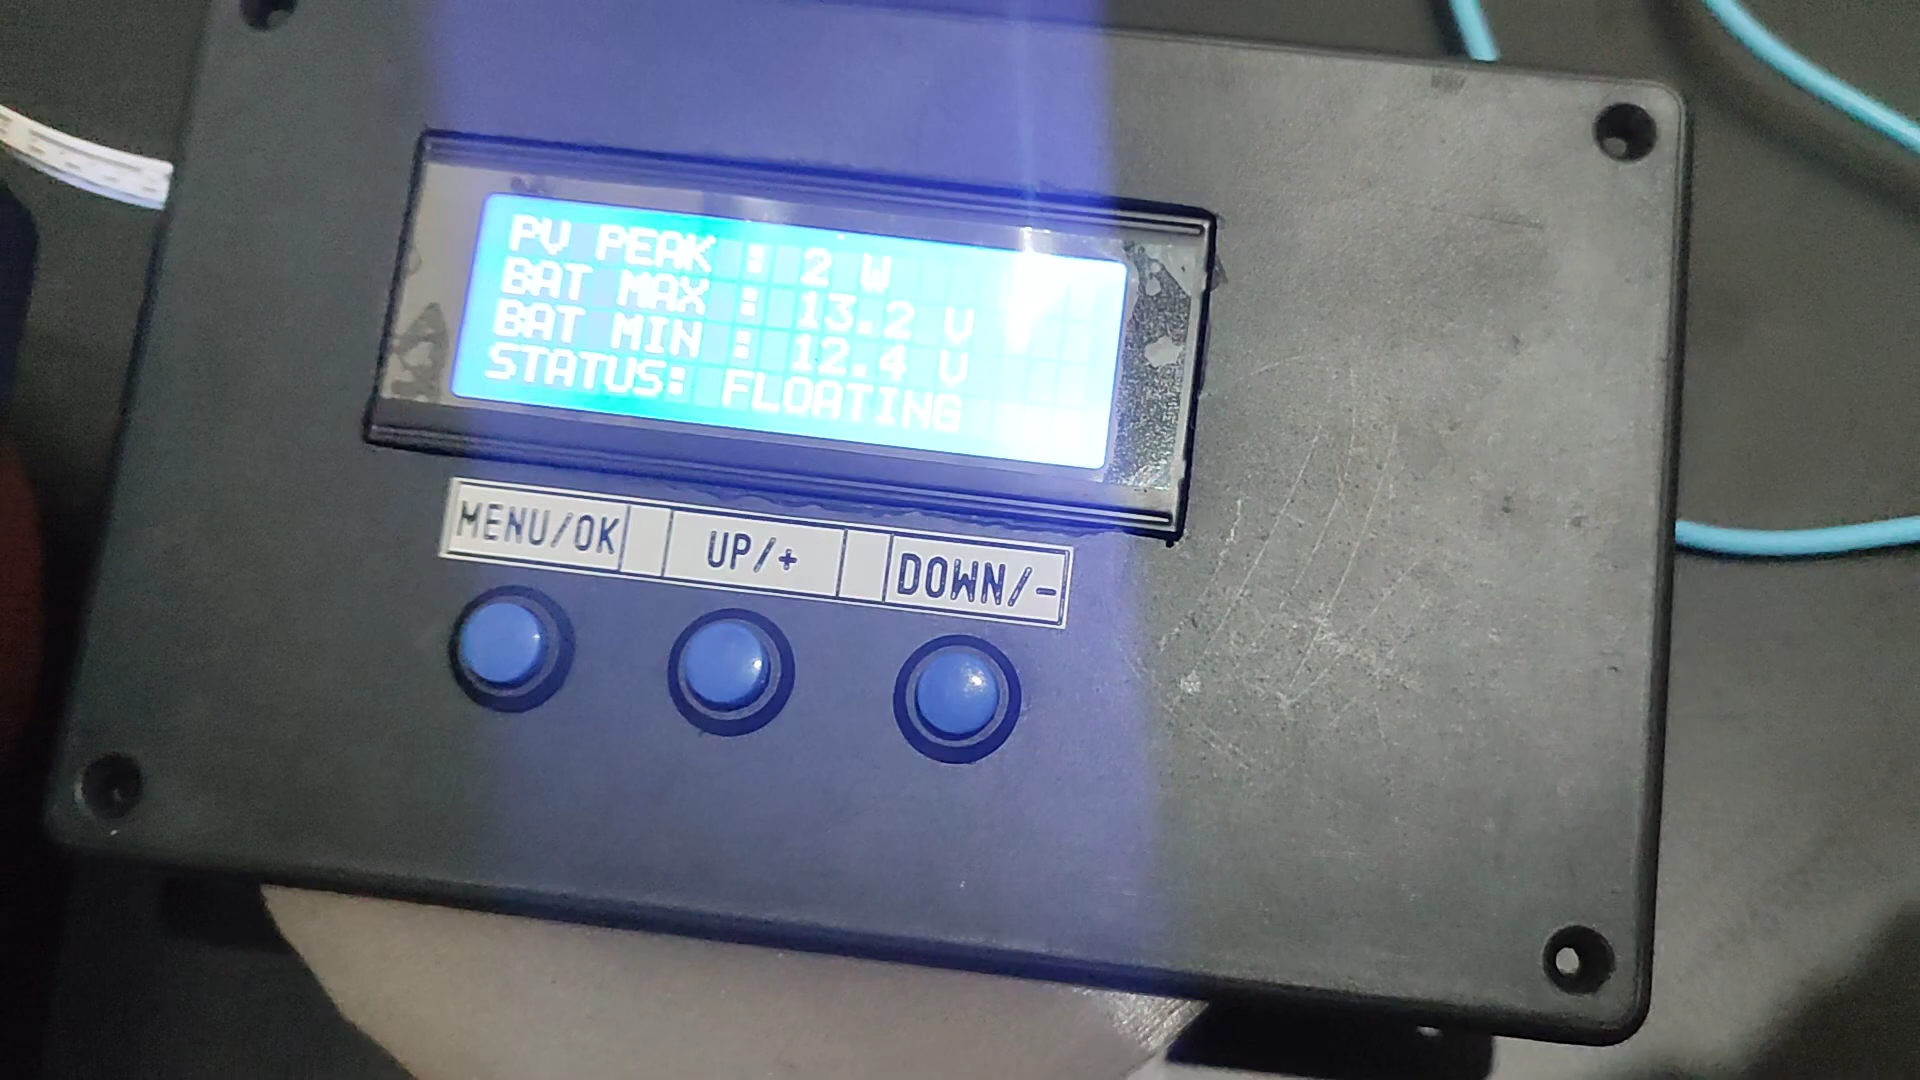 PV PEAK : 2 W
BAT MAX : 13.2 V
BAT MIN : 12.4 V
STATUS: FLOATING
MENU/OK UP/+ DOWN/-